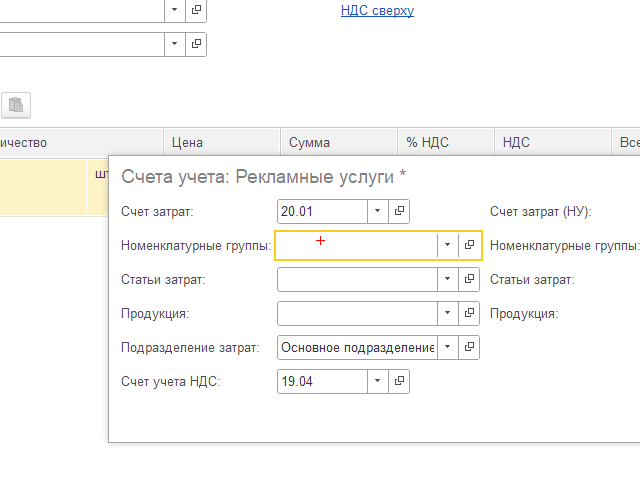 НДС сверху
ичество Цена Сумма % НДС НДС Все
шт
Счета учета: Рекламные услуги *
Счет затрат: 20.01 Счет затрат (НУ):
Номенклатурные группы: Номенклатурные группы:
Статьи затрат: Статьи затрат:
Продукция: Продукция:
Подразделение затрат: Основное подразделение
Счет учета НДС: 19.04